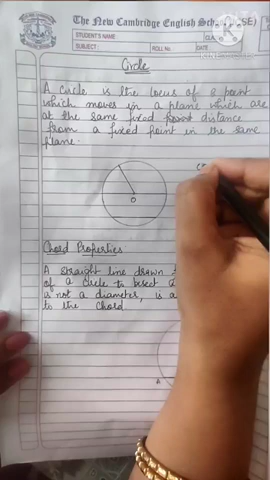 The New Cambridge English School (CBSE)
STUDENT'S NAME
CLASS
SUBJECT :
ROLL No.
DATE
Circle
A circle is the locus of a point
which moves in a plane which are
at the same fixed distance
from a fixed point in the same
plane.
O
Chord Properties
A straight line drawn
of a circle to bisect
is not a diameter, is
to the chord.
A